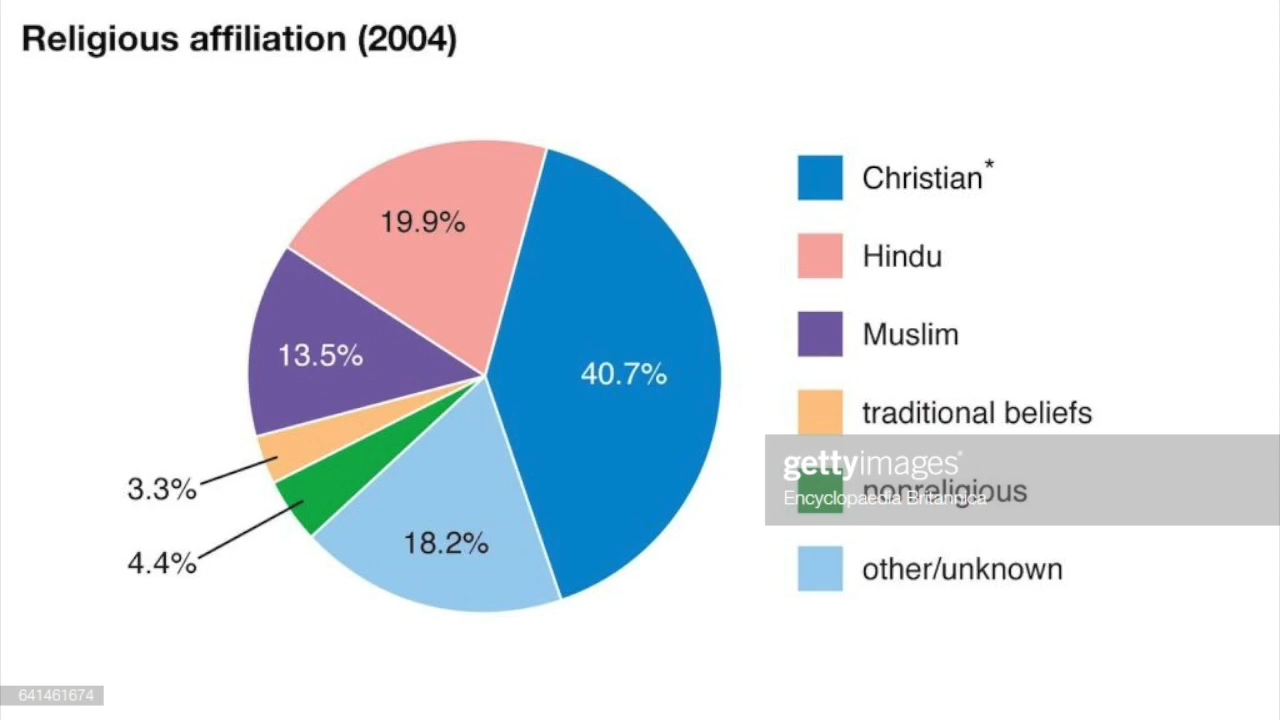 Religious affiliation (2004)
19.9%
13.5%
40.7%
3.3%
4.4%
18.2%
Christian*
Hindu
Muslim
traditional beliefs
gettyimages®
nonreligious
Encyclopaedia Britannica
other/unknown
641461674